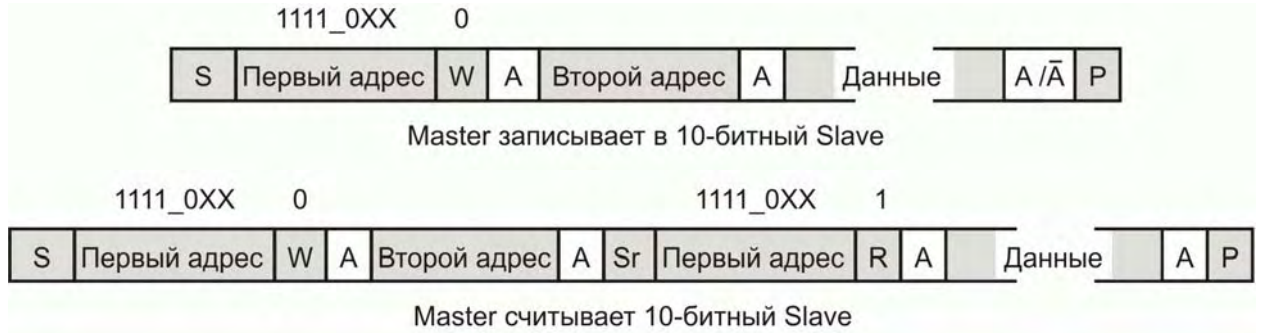 1111_0XX 0
S Первый адрес W A Второй адрес A Данные A/Ā P
Master записывает в 10-битный Slave
1111_0XX 0 1111_0XX 1
S Первый адрес W A Второй адрес A Sr Первый адрес R A Данные A P
Master считывает 10-битный Slave